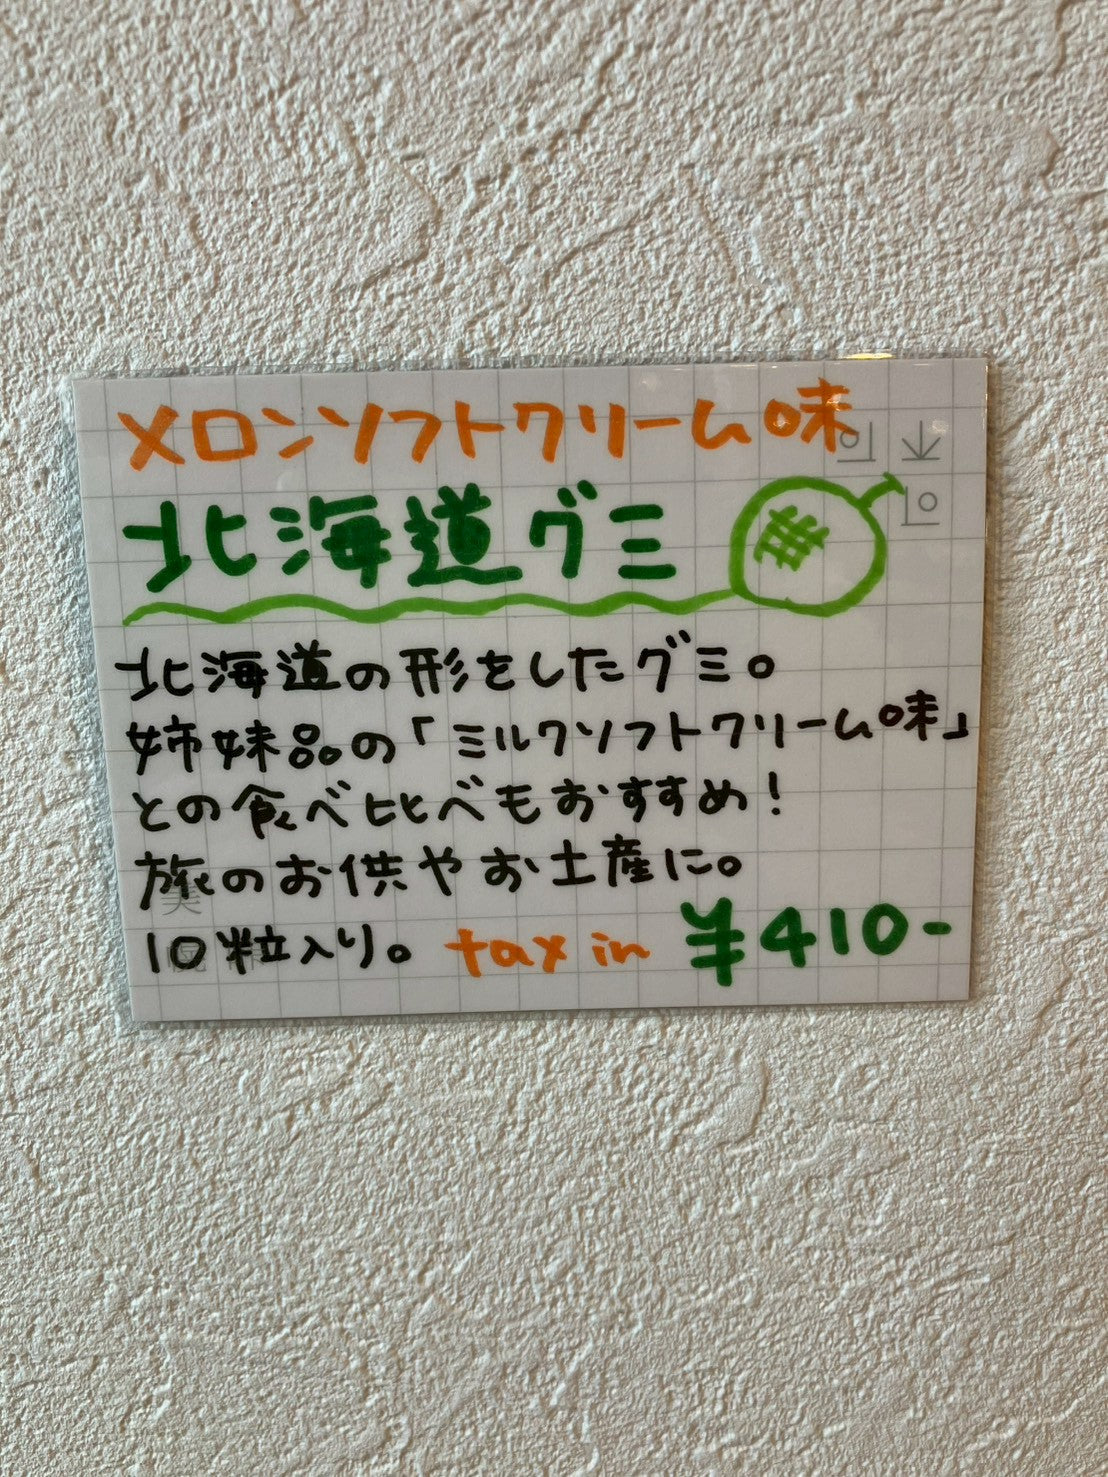 メロンソフトクリーム味
北海道グミ
北海道の形をしたグミ。
姉妹品の「ミルクソフトクリーム味」
との食べ比べもおすすめ!
旅のお供やお土産に。
10粒入り。 tax in ¥410-